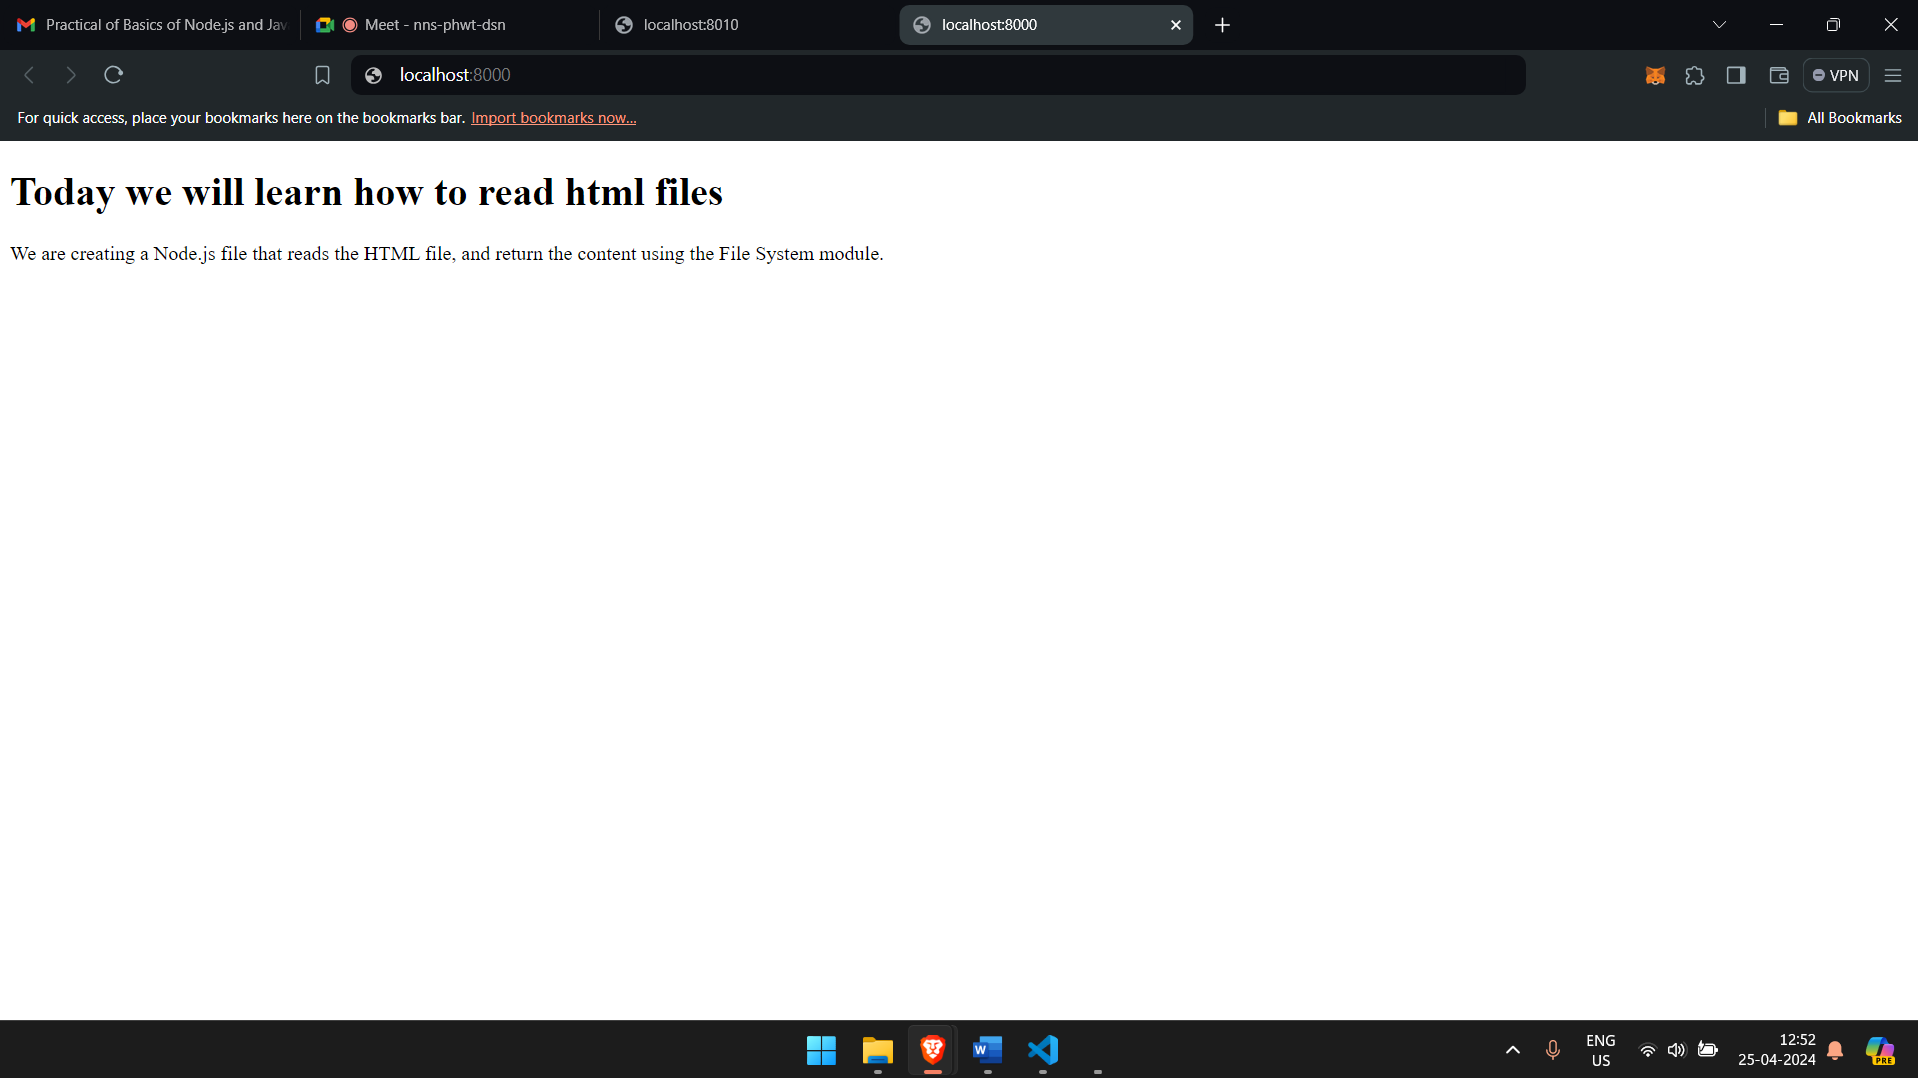 Practical of Basics of Node.js and Jav
Meet - nns-phwt-dsn
localhost:8010
localhost:8000
localhost:8000
VPN
For quick access, place your bookmarks here on the bookmarks bar. Import bookmarks now...
All Bookmarks
Today we will learn how to read html files
We are creating a Node.js file that reads the HTML file, and return the content using the File System module.
W
ENG
US
12:52
25-04-2024
PRE